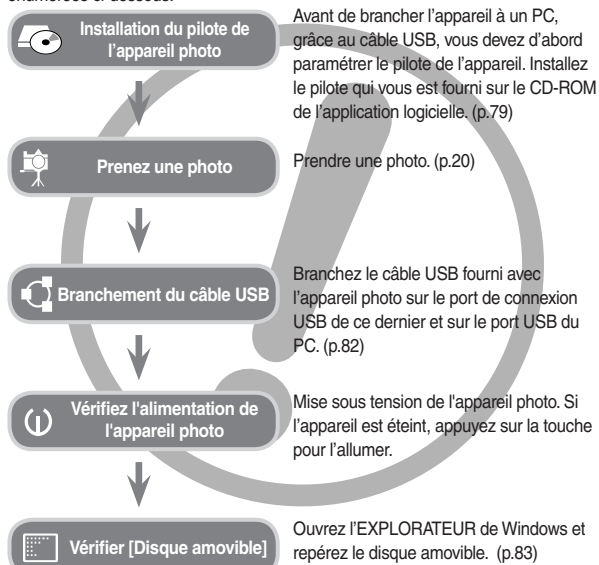 Installation du pilote de
l'appareil photo
Avant de brancher l'appareil à un PC,
grâce au câble USB, vous devez d'abord
paramétrer le pilote de l'appareil. Installez
le pilote qui vous est fourni sur le CD-ROM
de l'application logicielle. (p.79)
Prenez une photo
Prendre une photo. (p.20)
Branchement du câble USB
Branchez le câble USB fourni avec
l'appareil photo sur le port de connexion
USB de ce dernier et sur le port USB du
PC. (p.82)
Vérifiez l'alimentation de
l'appareil photo
Mise sous tension de l'appareil photo. Si
l'appareil est éteint, appuyez sur la touche
pour l'allumer.
Vérifier [Disque amovible]
Ouvrez l'EXPLORATEUR de Windows et
repérez le disque amovible. (p.83)